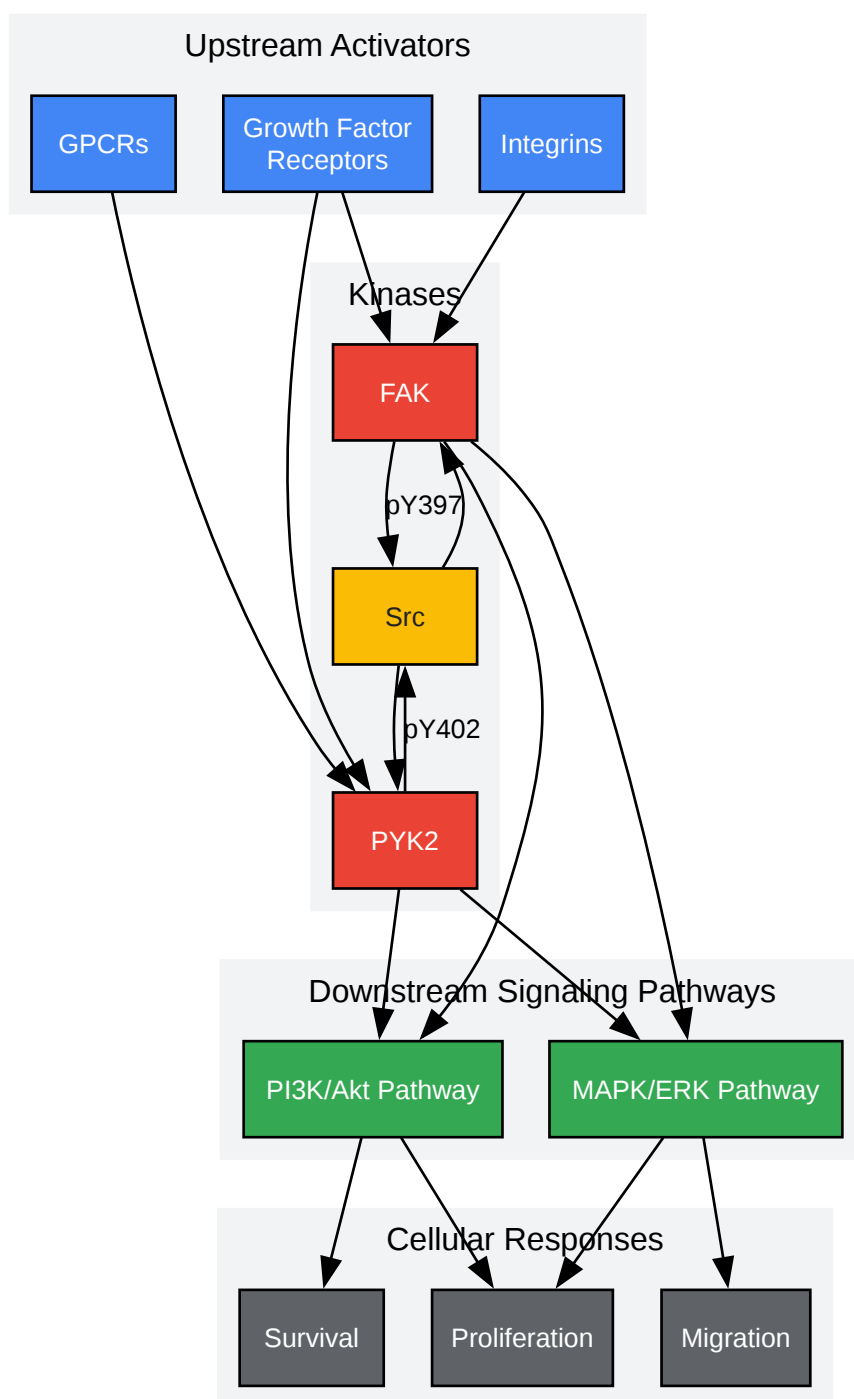 Upstream Activators
GPCRs
Growth Factor
Receptors
Integrins
Kinases
FAK
pY397
Src
pY402
PYK2
Downstream Signaling Pathways
PI3K/Akt Pathway
MAPK/ERK Pathway
Cellular Responses
Survival
Proliferation
Migration